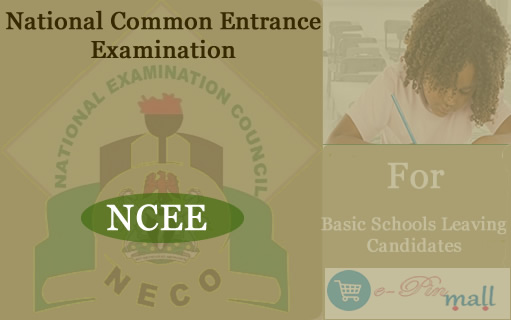 National Common Entrance
Examination
NATIONAL EXAMINATION COUNCIL
NCEE
NECO
For
Basic Schools Leaving
Candidates
e-Pin
mall